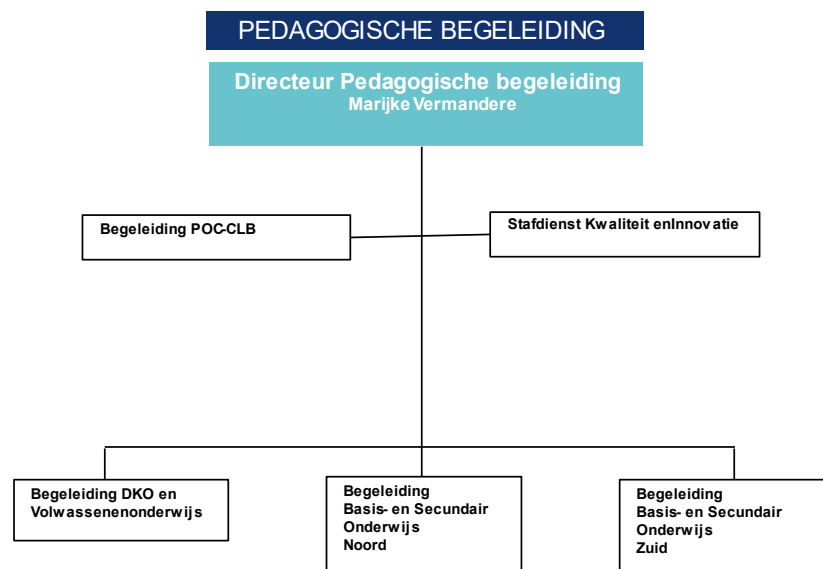 PEDAGOGISCHE BEGELEIDING
Directeur Pedagogische begeleiding
Marijke Vermandere
Begeleiding POC-CLB
Stafdienst Kwaliteit enInnovatie
Begeleiding DKO en
Volwassenenonderwijs
Begeleiding
Basis- en Secundair
Onderwijs
Noord
Begeleiding
Basis- en Secundair
Onderwijs
Zuid